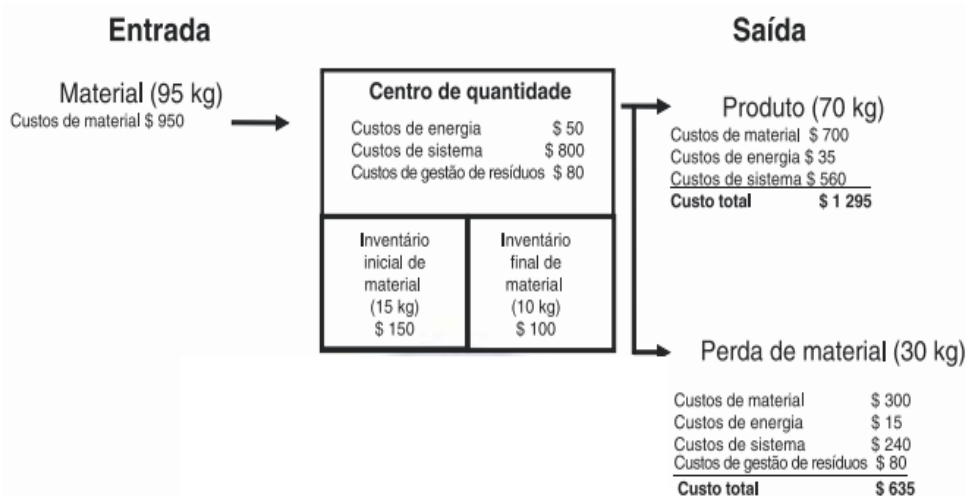 Entrada
Saída
Material (95 kg)
Custos de material $ 950
Centro de quantidade
Custos de energia $ 50
Custos de sistema $ 800
Custos de gestão de resíduos $ 80
Inventário
inicial de
material
(15 kg)
$ 150
Inventário
final de
material
(10 kg)
$ 100
Produto (70 kg)
Custos de material $ 700
Custos de energia $ 35
Custos de sistema $ 560
Custo total $ 1 295
Perda de material (30 kg)
Custos de material $ 300
Custos de energia $ 15
Custos de sistema $ 240
Custos de gestão de resíduos $ 80
Custo total $ 635